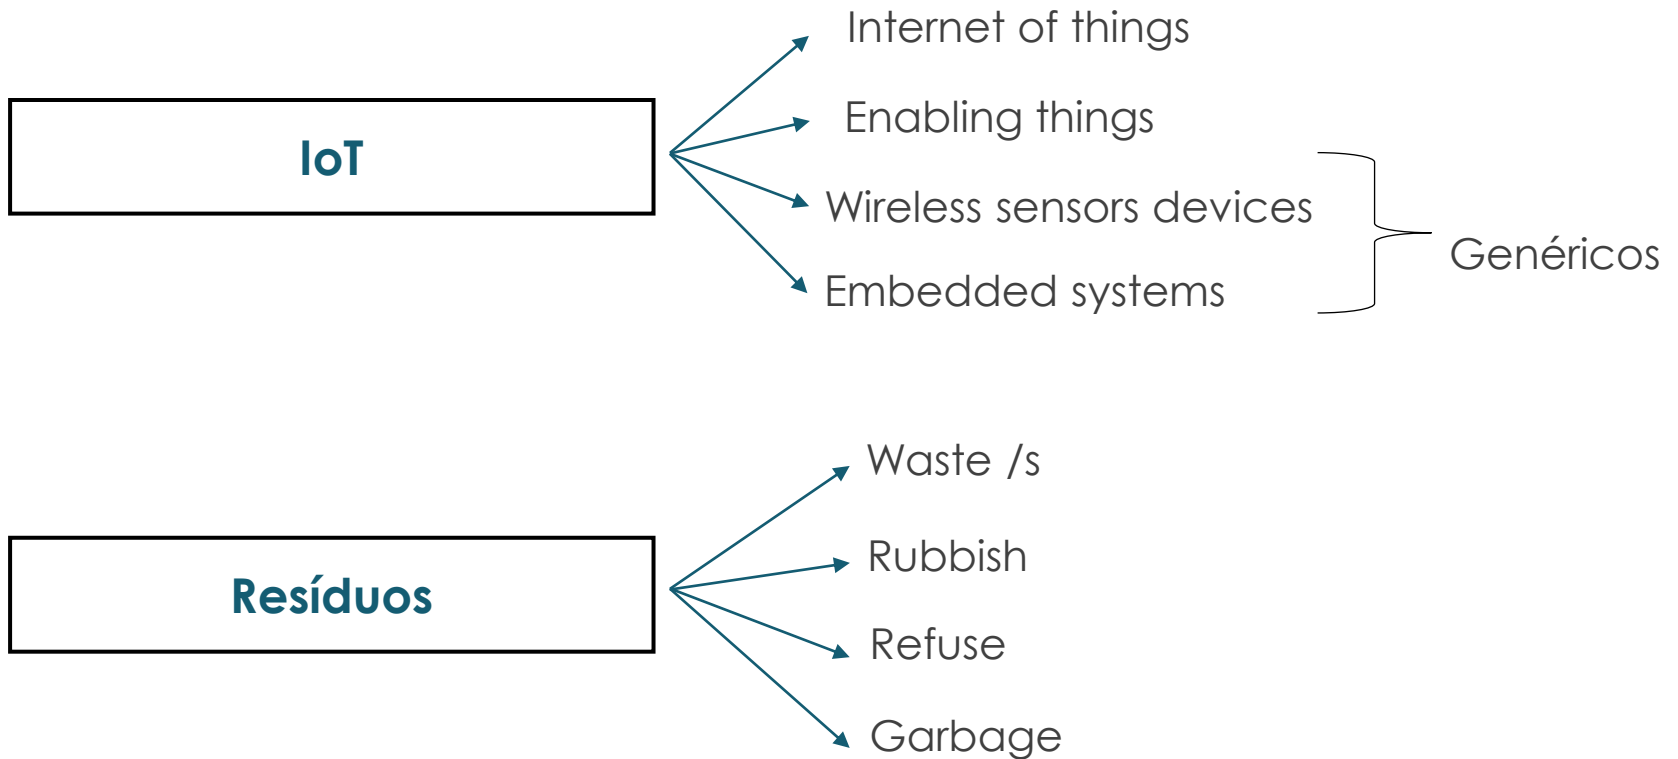 IoT
Internet of things
Enabling things
Wireless sensors devices
Embedded systems
Genéricos
Resíduos
Waste /s
Rubbish
Refuse
Garbage